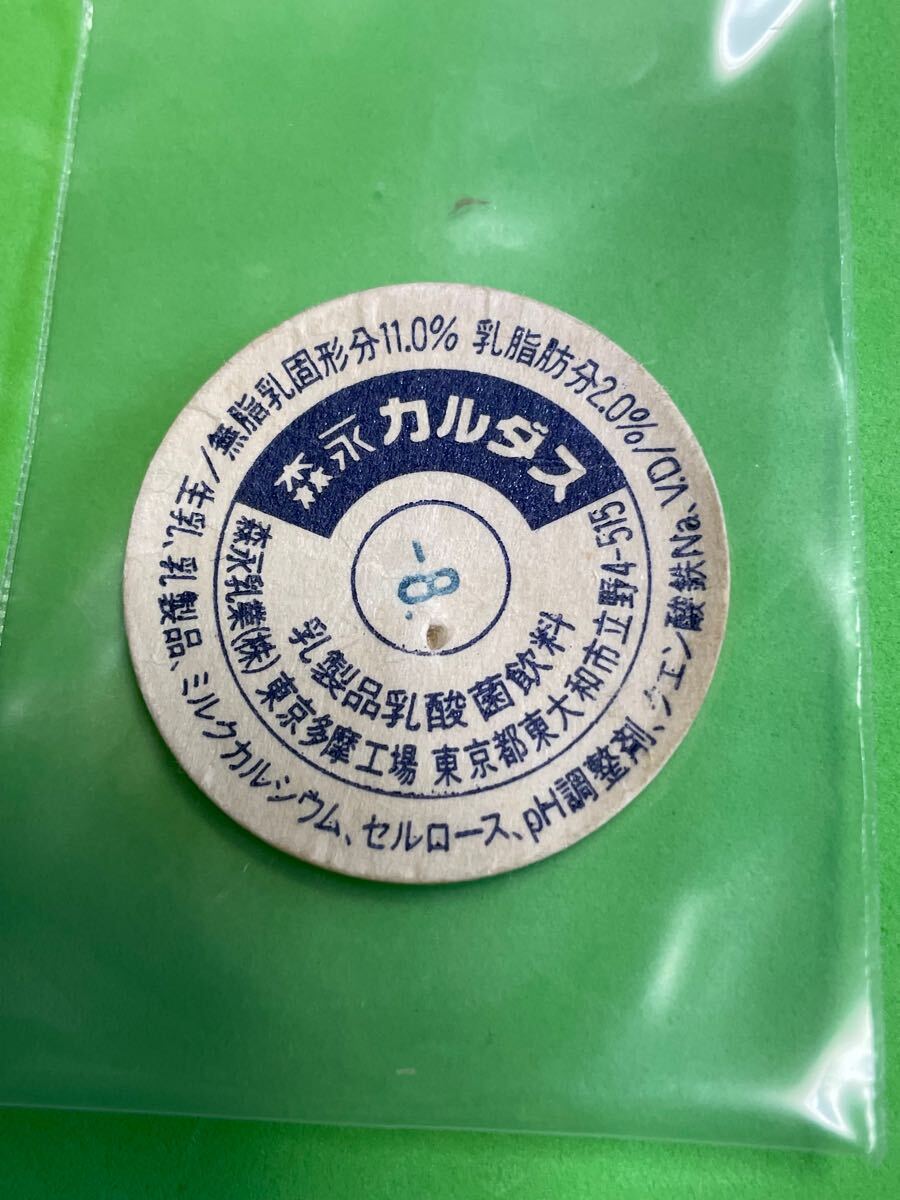 無脂乳固形分11.0% 乳脂肪分2.0%/V.D.
生乳、乳製品、ミルクカルシウム、セルロース、pH調整剤、クエン酸鉄Na、
森永カルダス
-8.
乳製品乳酸菌飲料
森永乳業(株) 東京多摩工場 東京都東大和市立野4-515